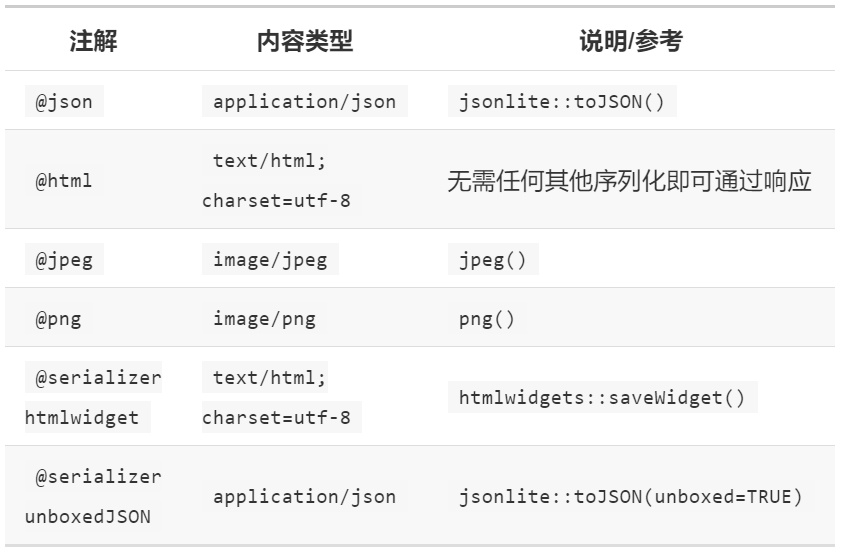 注解 内容类型 说明/参考
@json application/json jsonlite::toJSON()
@html text/html; charset=utf-8 无需任何其他序列化即可通过响应
@jpeg image/jpeg jpeg()
@png image/png png()
@serializer htmlwidget text/html; charset=utf-8 htmlwidgets::saveWidget()
@serializer unboxedJSON application/json jsonlite::toJSON(unboxed=TRUE)